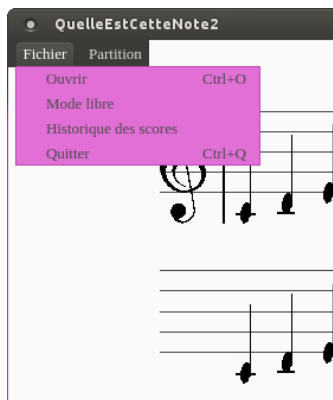 QuelleEstCetteNote2
Fichier Partition
Ouvrir Ctrl+O
Mode libre
Historique des scores
Quitter Ctrl+Q